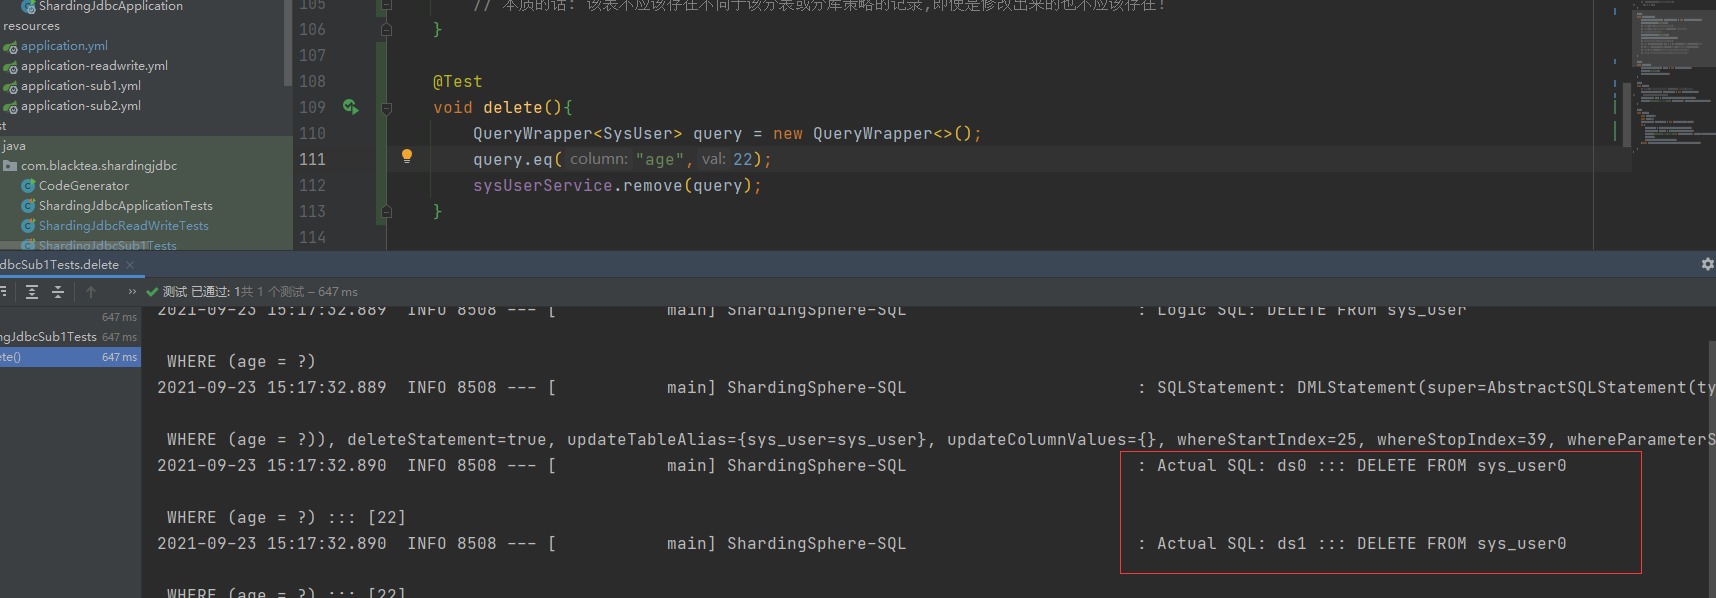 ShardingJdbcApplication
resources
application.yml
application-readwrite.yml
application-sub1.yml
application-sub2.yml
st
java
com.blacktea.shardingjdbc
CodeGenerator
ShardingJdbcApplicationTests
ShardingJdbcReadWriteTests
ShardingJdbcSub1Tests
105 // 本质的话: 该表不应该存在不同于该分表或分库策略的记录,即使是修改出来的也不应该存在!
106 }
107
108 @Test
109 void delete(){
110 QueryWrapper<SysUser> query = new QueryWrapper<>();
111 query.eq( column: "age", val: 22);
112 sysUserService.remove(query);
113 }
114
dbcSub1Tests.delete ×
» 测试 已通过: 1共 1 个测试 – 647 ms
647 ms
ngJdbcSub1Tests 647 ms
ete() 647 ms
2021-09-23 15:17:32.889 INFO 8508 --- [ main] ShardingSphere-SQL : Logic SQL: DELETE FROM sys_user
WHERE (age = ?)
2021-09-23 15:17:32.889 INFO 8508 --- [ main] ShardingSphere-SQL : SQLStatement: DMLStatement(super=AbstractSQLStatement(ty
WHERE (age = ?)), deleteStatement=true, updateTableAlias={sys_user=sys_user}, updateColumnValues={}, whereStartIndex=25, whereStopIndex=39, whereParameterS
2021-09-23 15:17:32.890 INFO 8508 --- [ main] ShardingSphere-SQL : Actual SQL: ds0 ::: DELETE FROM sys_user0
WHERE (age = ?) ::: [22]
2021-09-23 15:17:32.890 INFO 8508 --- [ main] ShardingSphere-SQL : Actual SQL: ds1 ::: DELETE FROM sys_user0
WHERE (age = ?) ::: [22]